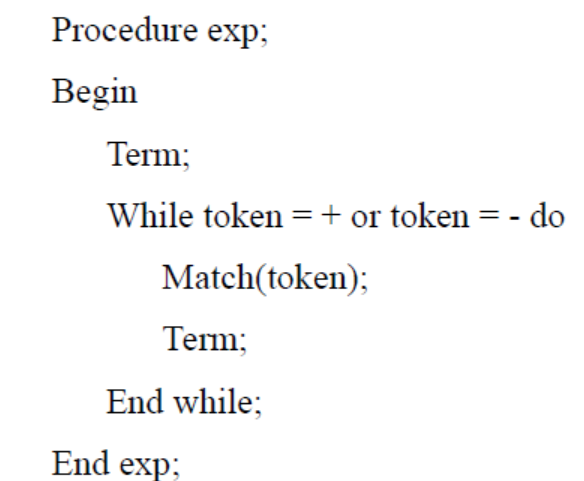 Procedure exp;
Begin
Term;
While token = + or token = - do
Match(token);
Term;
End while;
End exp;